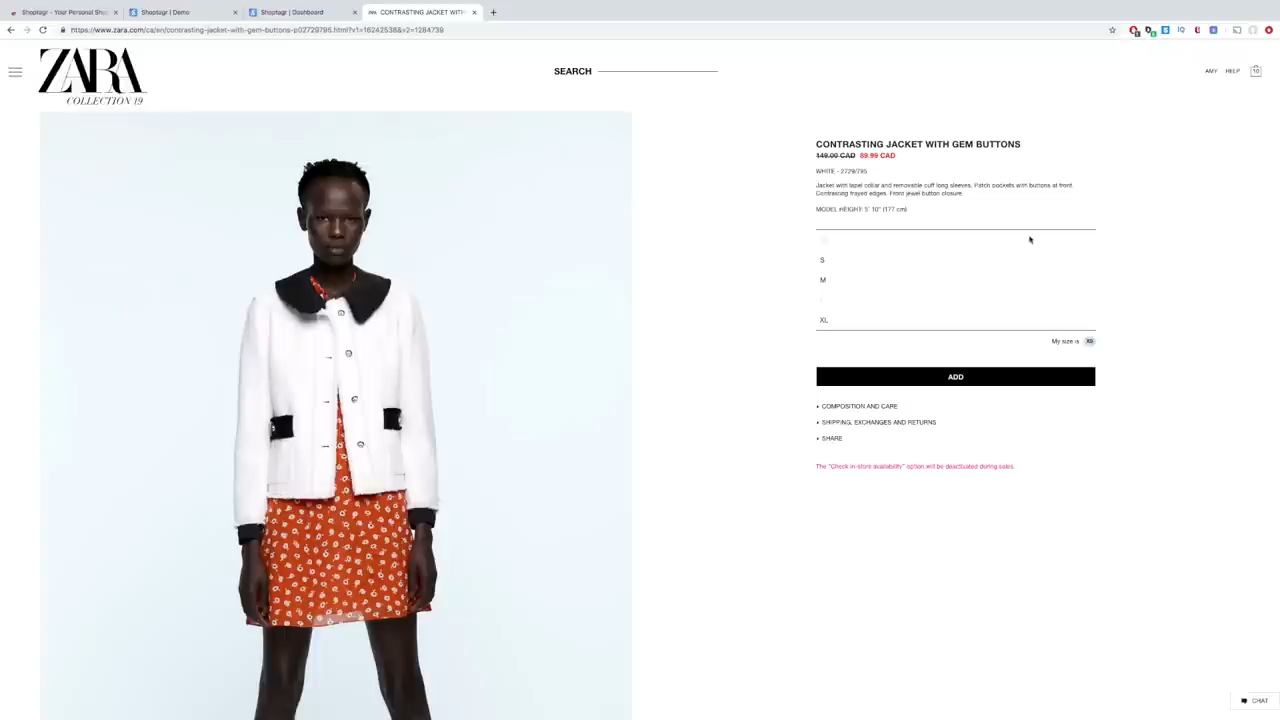 Shoptagr - Your Personal Sho
Shoptagr | Demo
Shoptagr | Dashboard
CONTRASTING JACKET WITH
https://www.zara.com/ca/en/contrasting-jacket-with-gem-buttons-p02729795.html?v1=16242538&v2=1284739
ZARA
COLLECTION 19
SEARCH
AMY HELP 10
CONTRASTING JACKET WITH GEM BUTTONS
149.00 CAD 89.99 CAD
WHITE - 2729/795
Jacket with lapel collar and removable cuff long sleeves. Patch pockets with buttons at front.
Contrasting frayed edges. Front jewel button closure.
MODEL HEIGHT: 5' 10" (177 cm)
S
M
XL
My size is XS
ADD
COMPOSITION AND CARE
SHIPPING, EXCHANGES AND RETURNS
SHARE
The "Check in-store availability" option will be deactivated during sales.
CHAT